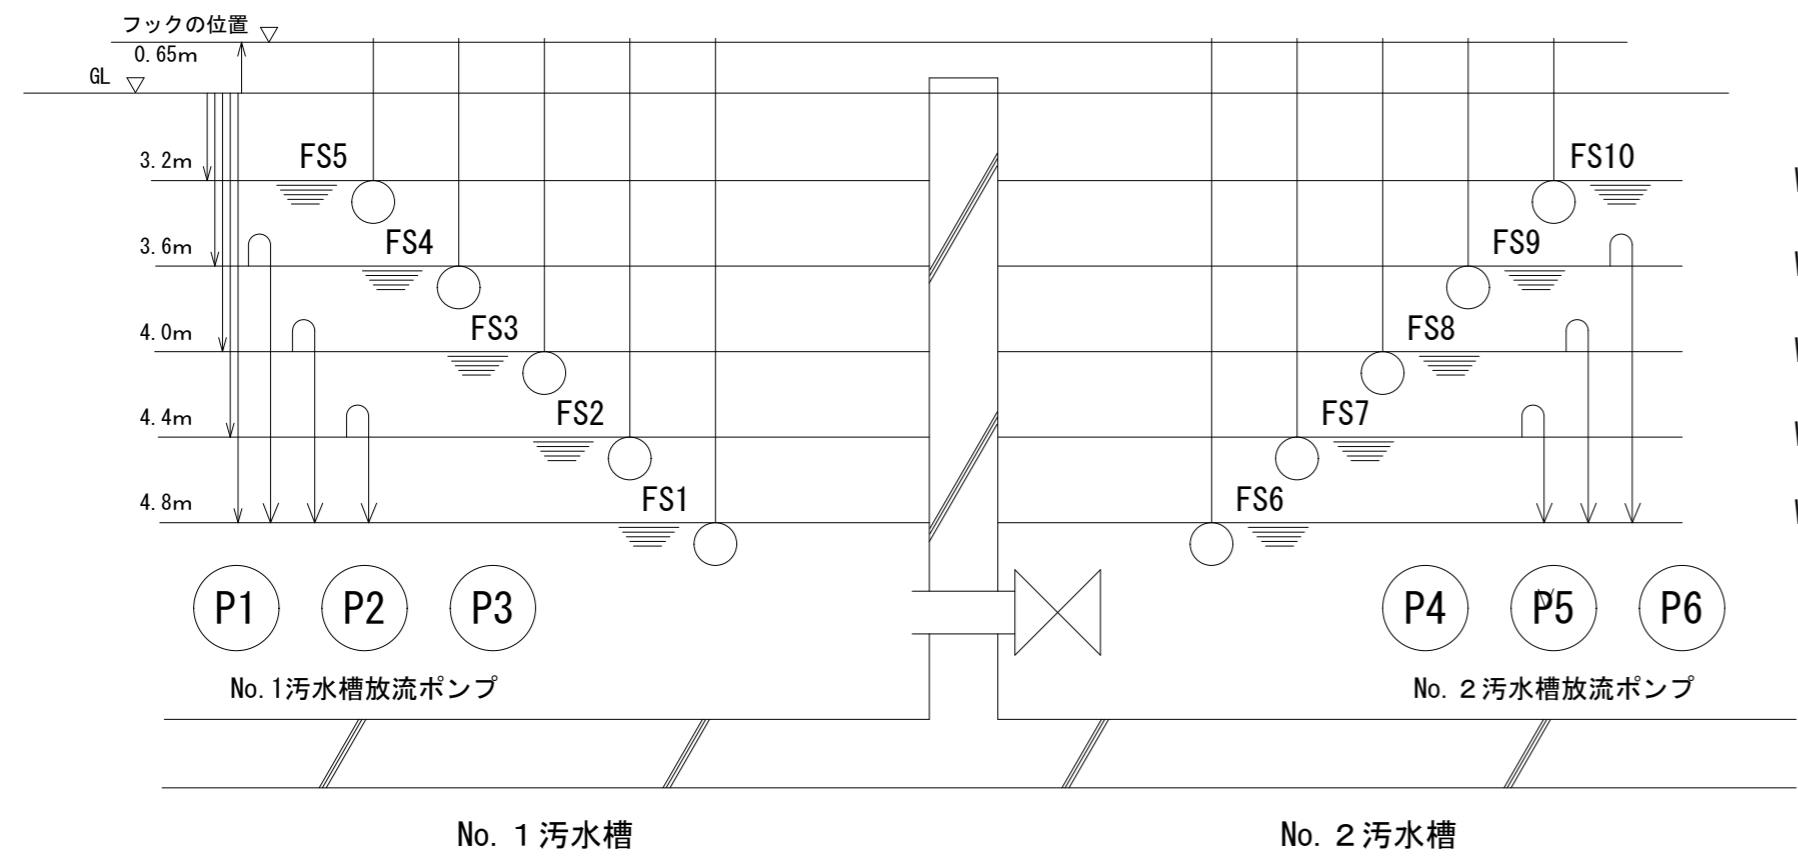 フックの位置
0.65m
GL
3.2m
FS5
FS10
3.6m
FS4
FS9
4.0m
FS3
FS8
4.4m
FS2
FS7
4.8m
FS1
FS6
P1 P2 P3
P4 P5 P6
No.1汚水槽放流ポンプ
No.２汚水槽放流ポンプ
No.１汚水槽
No.２汚水槽